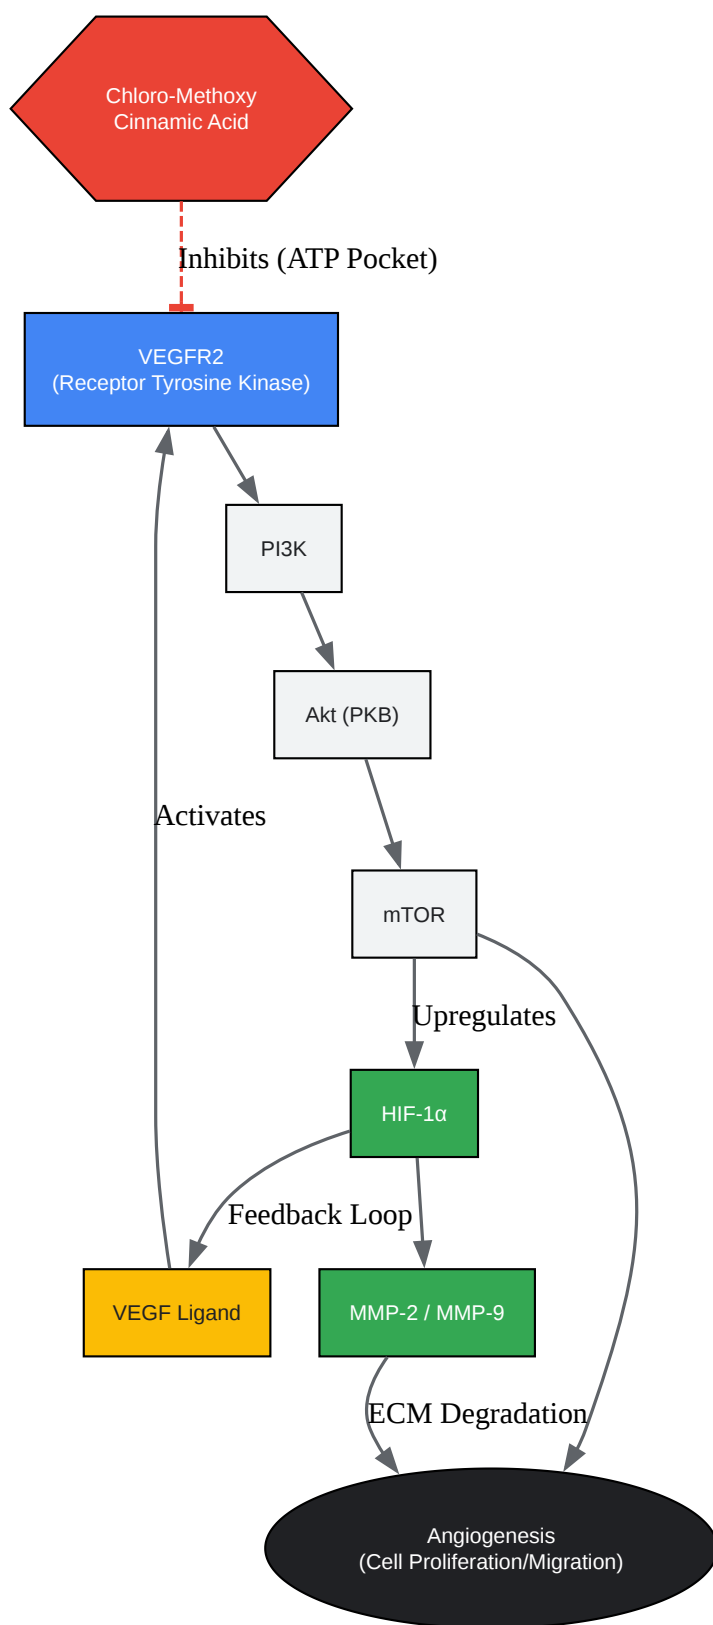 Chloro-Methoxy
Cinnamic Acid
Inhibits (ATP Pocket)
VEGFR2
(Receptor Tyrosine Kinase)
PI3K
Akt (PKB)
Activates
mTOR
Upregulates
HIF-1α
Feedback Loop
VEGF Ligand
MMP-2 / MMP-9
ECM Degradation
Angiogenesis
(Cell Proliferation/Migration)